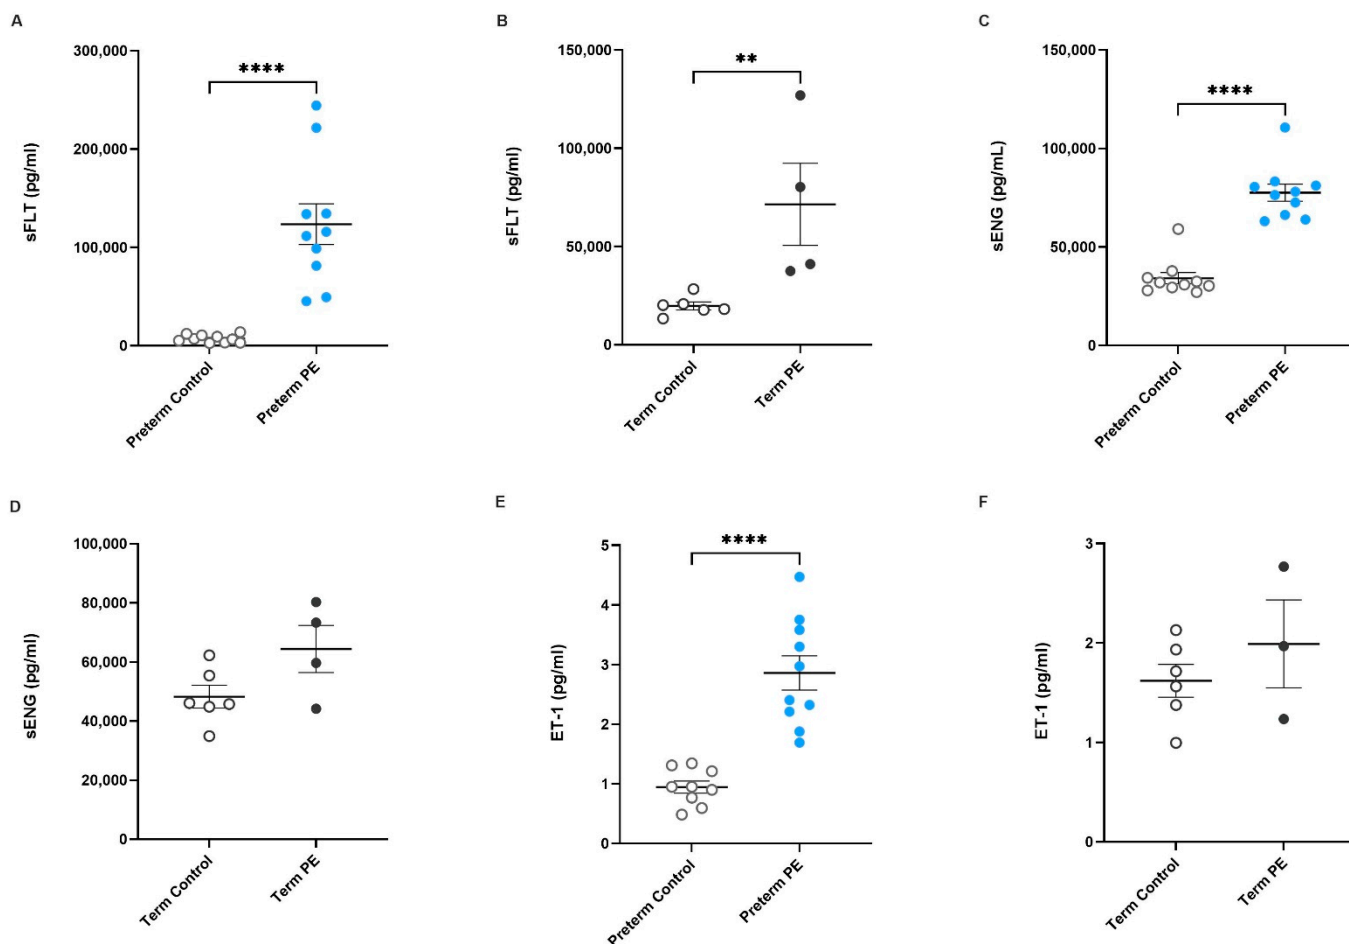 A
300,000
200,000
100,000
0
sFLT (pg/ml)
****
Preterm Control
Preterm PE
B
150,000
100,000
50,000
0
sFLT (pg/ml)
**
Term Control
Term PE
C
150,000
100,000
50,000
0
sENG (pg/mL)
****
Preterm Control
Preterm PE
D
100,000
80,000
60,000
40,000
20,000
0
sENG (pg/ml)
Term Control
Term PE
E
5
4
3
2
1
0
ET-1 (pg/ml)
****
Preterm Control
Preterm PE
F
3
2
1
0
ET-1 (pg/ml)
Term Control
Term PE